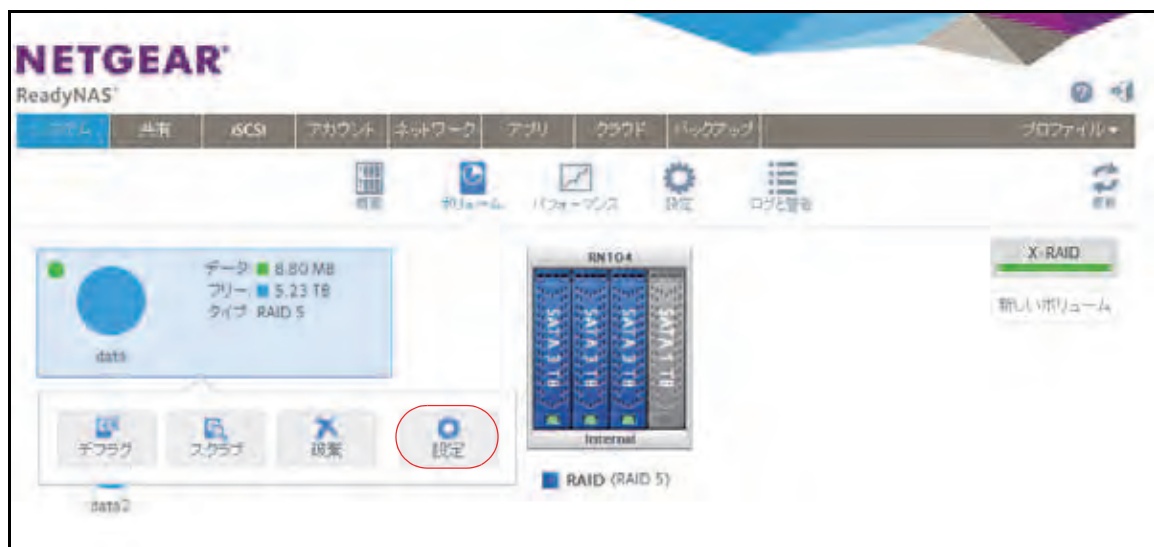 NETGEAR®
ReadyNAS®
システム 共有 iSCSI アカウント ネットワーク アプリ クラウド バックアップ プロファイル
概要 ボリューム パフォーマンス 設定 ログと警告 更新
データ: 8.80 MB
フリー: 5.23 TB
タイプ: RAID 5
data
デフラグ スクラブ 破棄 設定
data2
RN104
SATA 3 TB
SATA 3 TB
SATA 3 TB
SATA 1 TB
Internal
RAID (RAID 5)
X-RAID
新しいボリューム